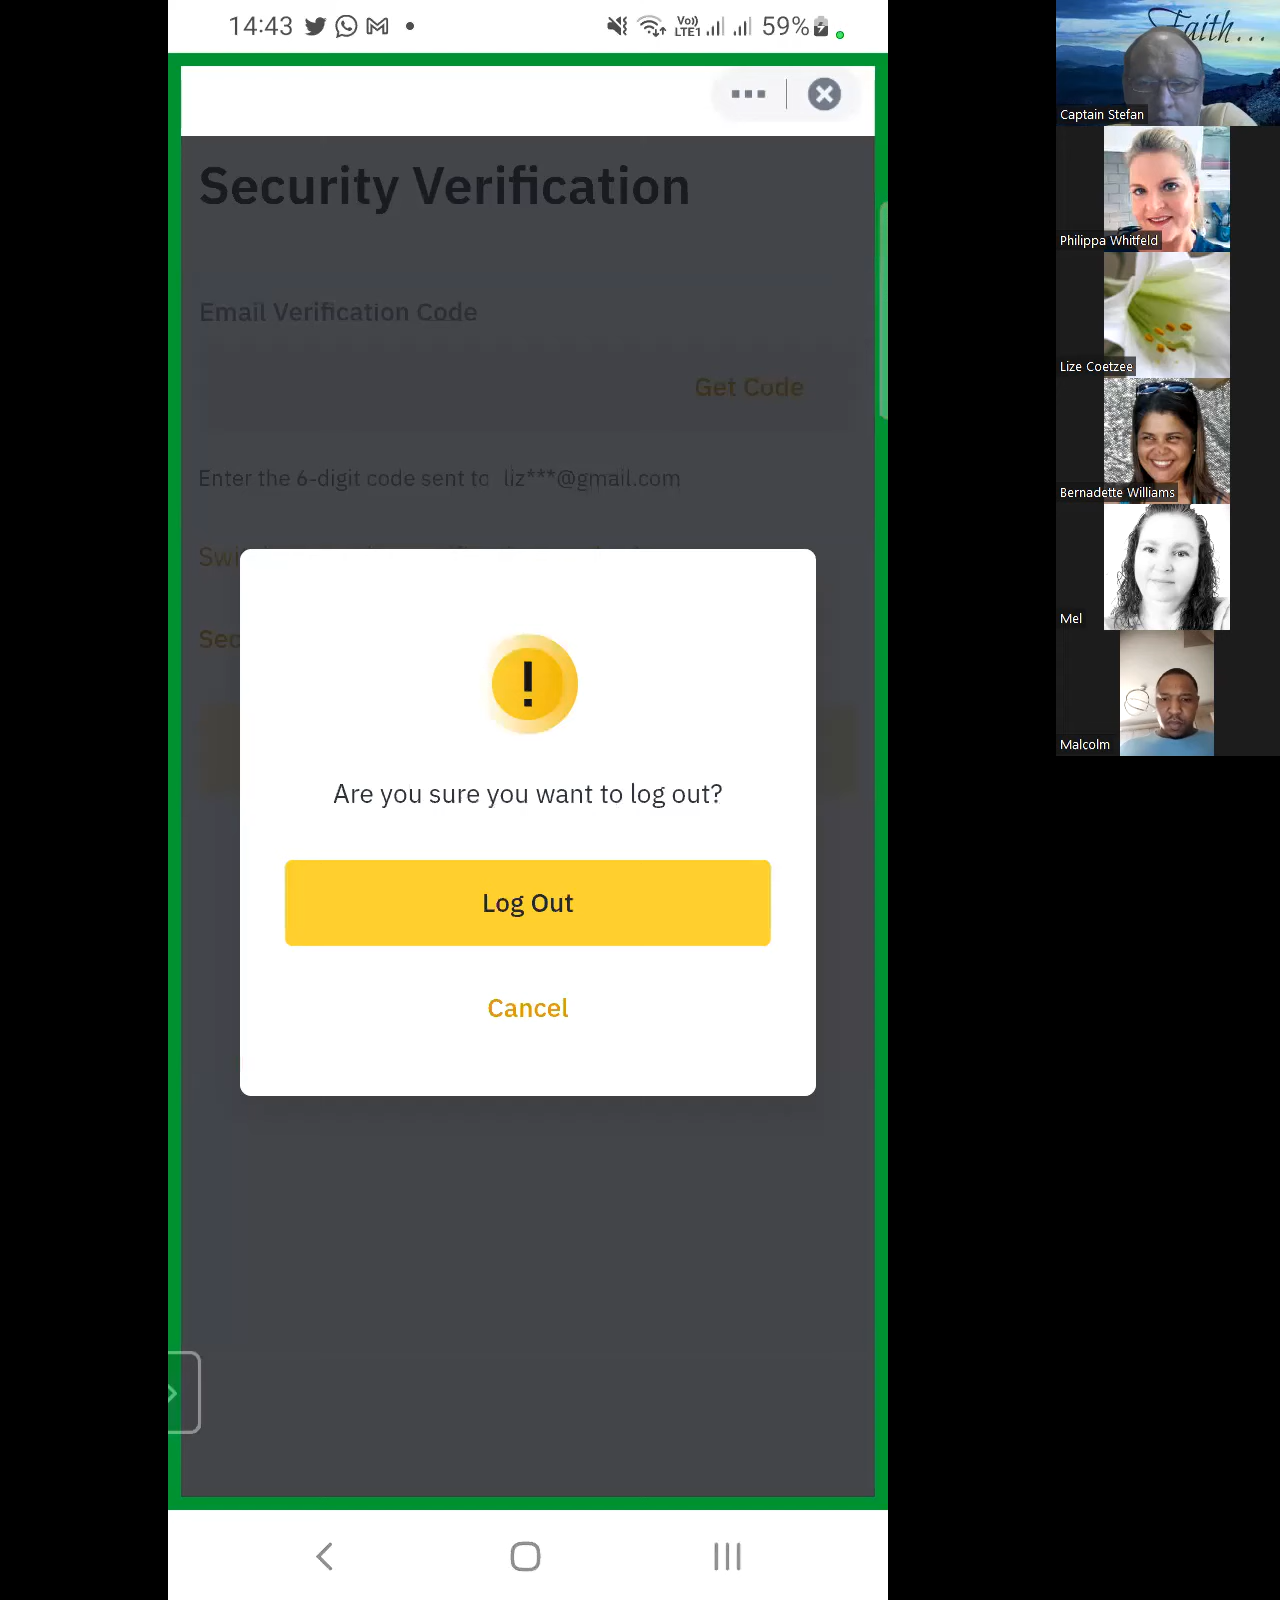 14:43
Vo))
LTE1
59%
Security Verification
Email Verification Code
Get Code
Enter the 6-digit code sent to liz***@gmail.com
Are you sure you want to log out?
Log Out
Cancel
Faith...
Captain Stefan
Philippa Whitfeld
Lize Coetzee
Bernadette Williams
Mel
Malcolm